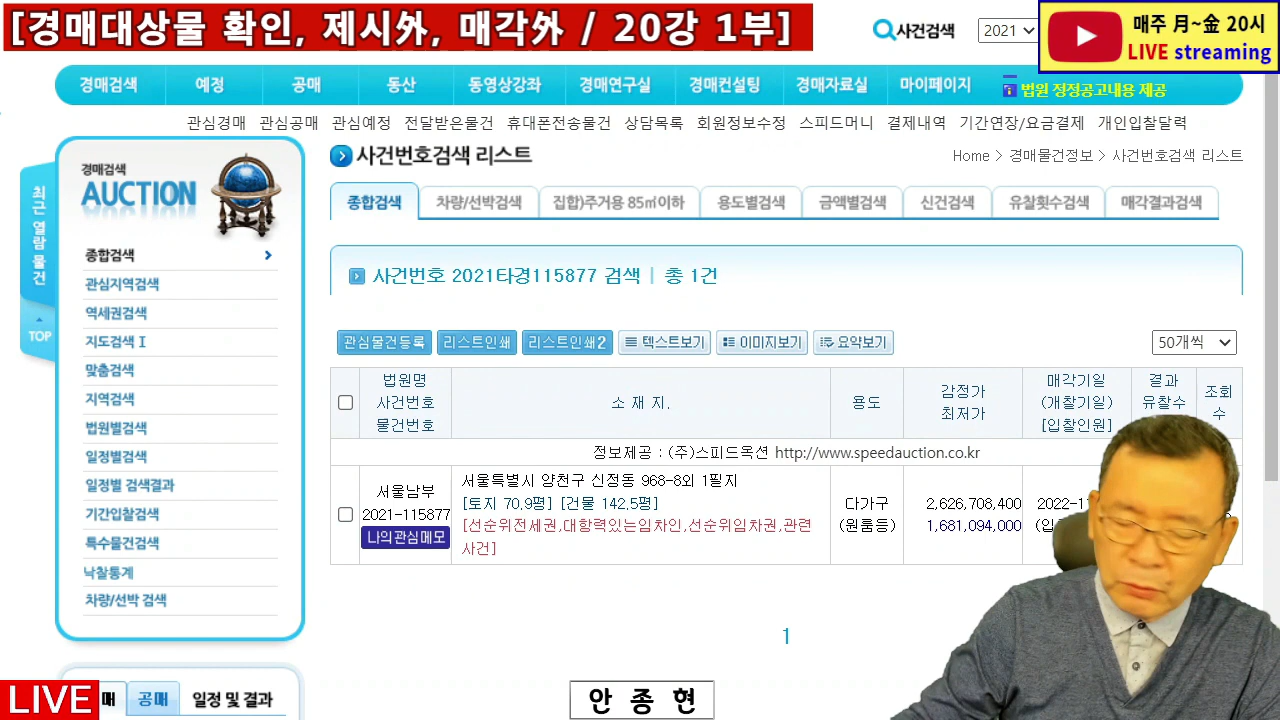 [경매대상물 확인, 제시外, 매각外 / 20강 1부]
사건검색
2021
매주 月~金 20시
LIVE streaming
경매검색 예정 공매 동산 동영상강좌 경매연구실 경매컨설팅 경매자료실 마이페이지
법원 정정공고내용 제공
관심경매 관심공매 관심예정 전달받은물건 휴대폰전송물건 상담목록 회원정보수정 스피드머니 결제내역 기간연장/요금결제 개인입찰달력
최근 열람 물건
TOP
경매검색
AUCTION
종합검색
관심지역검색
역세권검색
지도검색 I
맞춤검색
지역검색
법원별검색
일정별검색
일정별 검색결과
기간입찰검색
특수물건검색
낙찰통계
차량/선박 검색
사건번호검색 리스트
Home > 경매물건정보 > 사건번호검색 리스트
종합검색 차량/선박검색 집합)주거용 85㎡이하 용도별검색 금액별검색 신건검색 유찰횟수검색 매각결과검색
사건번호 2021타경115877 검색 | 총 1건
관심물건등록 리스트인쇄 리스트인쇄2 텍스트보기 이미지보기 요약보기
50개씩
법원명
사건번호
물건번호
소 재 지.
용도
감정가
최저가
매각기일
(개찰기일)
[입찰인원]
결과
유찰수
조회
수
정보제공 : (주)스피드옥션 http://www.speedauction.co.kr
서울남부
2021-115877
나의관심메모
서울특별시 양천구 신정동 968-8외 1필지
[토지 70.9평] [건물 142.5평]
[선순위전세권,대항력있는임차인,선순위임차권,관련
사건]
다가구
(원룸등)
2,626,708,400
1,681,094,000
공매 일정 및 결과
1
LIVE
안 종 현